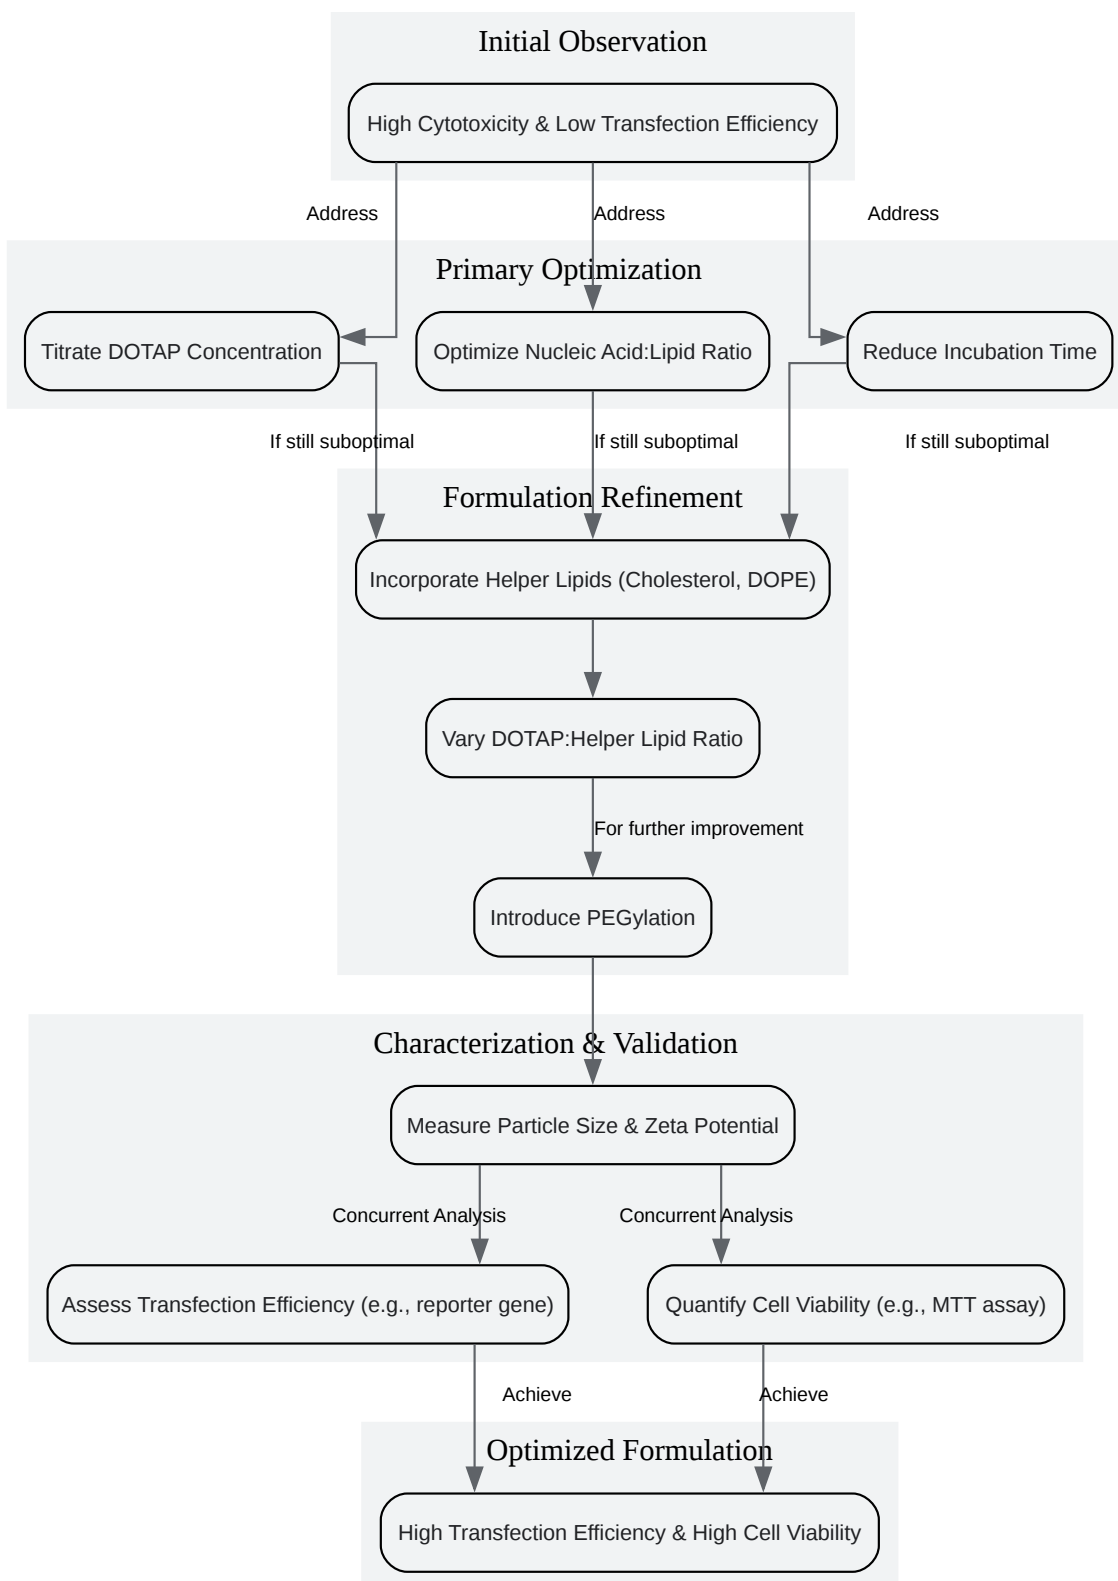 Initial Observation
High Cytotoxicity & Low Transfection Efficiency
Address
Address
Address
Primary Optimization
Titrate DOTAP Concentration
Optimize Nucleic Acid:Lipid Ratio
Reduce Incubation Time
If still suboptimal
If still suboptimal
If still suboptimal
Formulation Refinement
Incorporate Helper Lipids (Cholesterol, DOPE)
Vary DOTAP:Helper Lipid Ratio
For further improvement
Introduce PEGylation
Characterization & Validation
Measure Particle Size & Zeta Potential
Concurrent Analysis
Concurrent Analysis
Assess Transfection Efficiency (e.g., reporter gene)
Quantify Cell Viability (e.g., MTT assay)
Achieve
Achieve
Optimized Formulation
High Transfection Efficiency & High Cell Viability